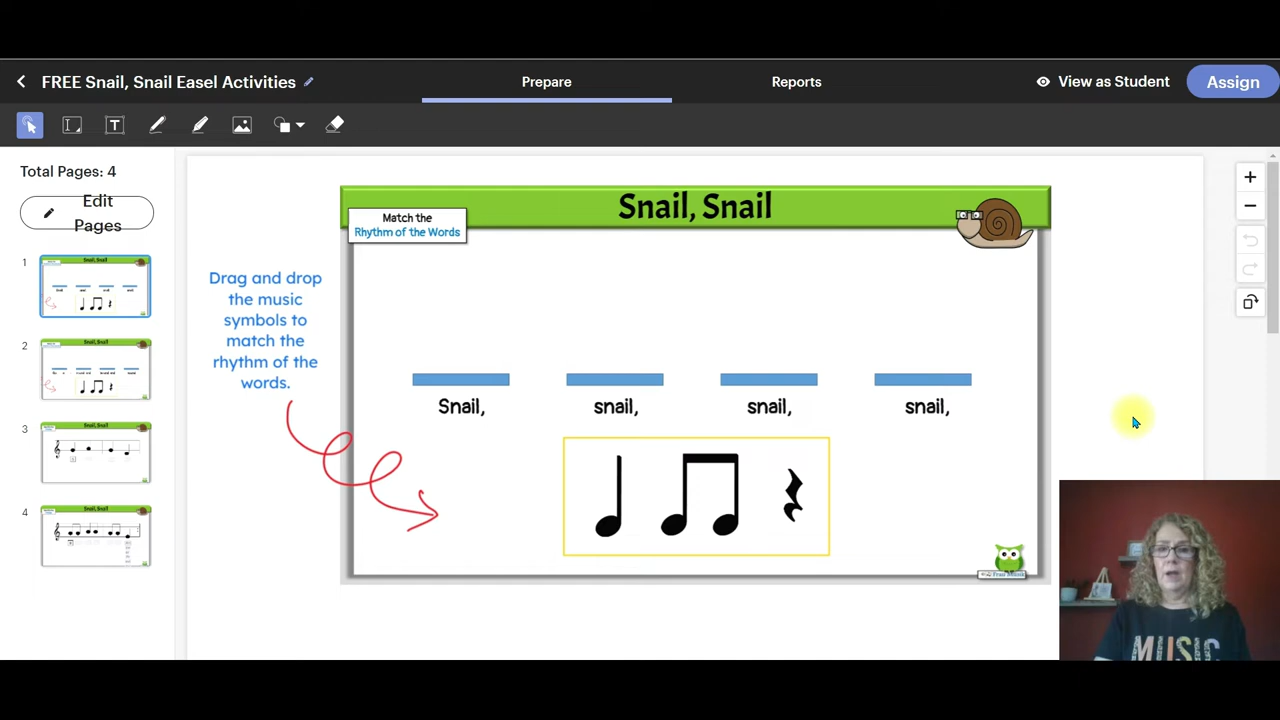 FREE Snail, Snail Easel Activities
Prepare
Reports
View as Student
Assign
Total Pages: 4
Edit
Pages
1
2
3
4
Snail, Snail
Match the
Rhythm of the Words
Drag and drop
the music
symbols to
match the
rhythm of the
words.
Snail, snail, snail, snail,
MUSIC